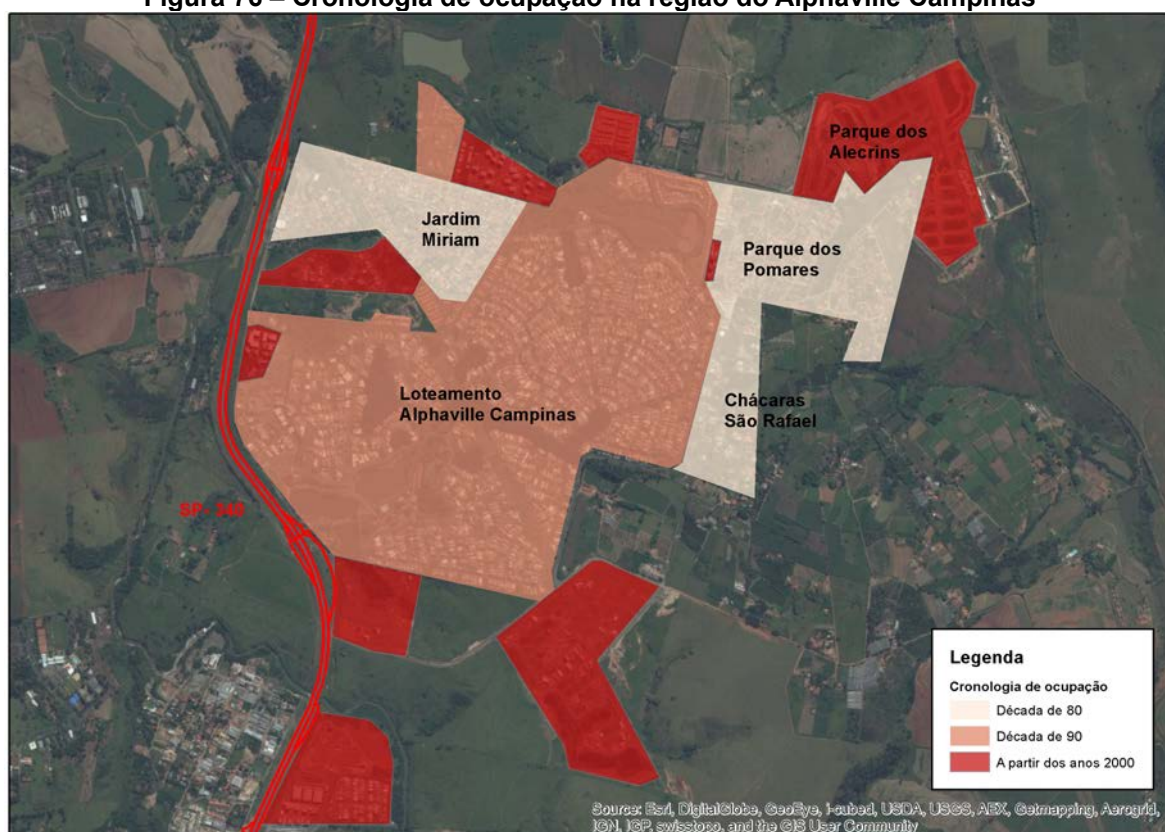 Figura 76 – Cronologia de ocupação na região do Alphaville Campinas
Parque dos
Alecrins
Jardim
Miriam
Parque dos
Pomares
Loteamento
Alphaville Campinas
Chácaras
São Rafael
SP- 340
Legenda
Cronologia de ocupação
Década de 80
Década de 90
A partir dos anos 2000
Source: Esri, DigitalGlobe, GeoEye, i-cubed, USDA, USGS, AEX, Getmapping, Aerogrid,
IGN, IGP, swisstopo, and the GIS User Community